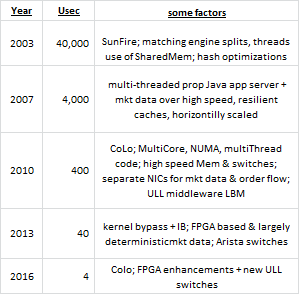 Year Usec some factors
2003 40,000 SunFire; matching engine splits, threads
use of SharedMem; hash optimizations
2007 4,000 multi-threaded prop Java app server +
mkt data over high speed, resilient
caches, horizontilly scaled
2010 400 CoLo; MultiCore, NUMA, multiThread
code; high speed Mem & switches;
separate NICs for mkt data & order flow;
ULL middleware LBM
2013 40 kernel bypass + IB; FPGA based & largely
deterministicmkt data; Arista switches
2016 4 Colo; FPGA enhancements + new ULL
switches